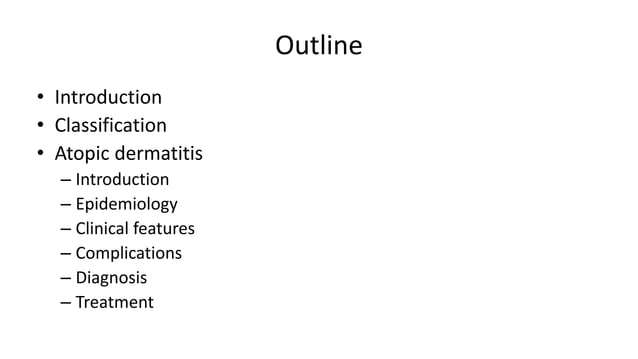 Outline
• Introduction
• Classification
• Atopic dermatitis
– Introduction
– Epidemiology
– Clinical features
– Complications
– Diagnosis
– Treatment